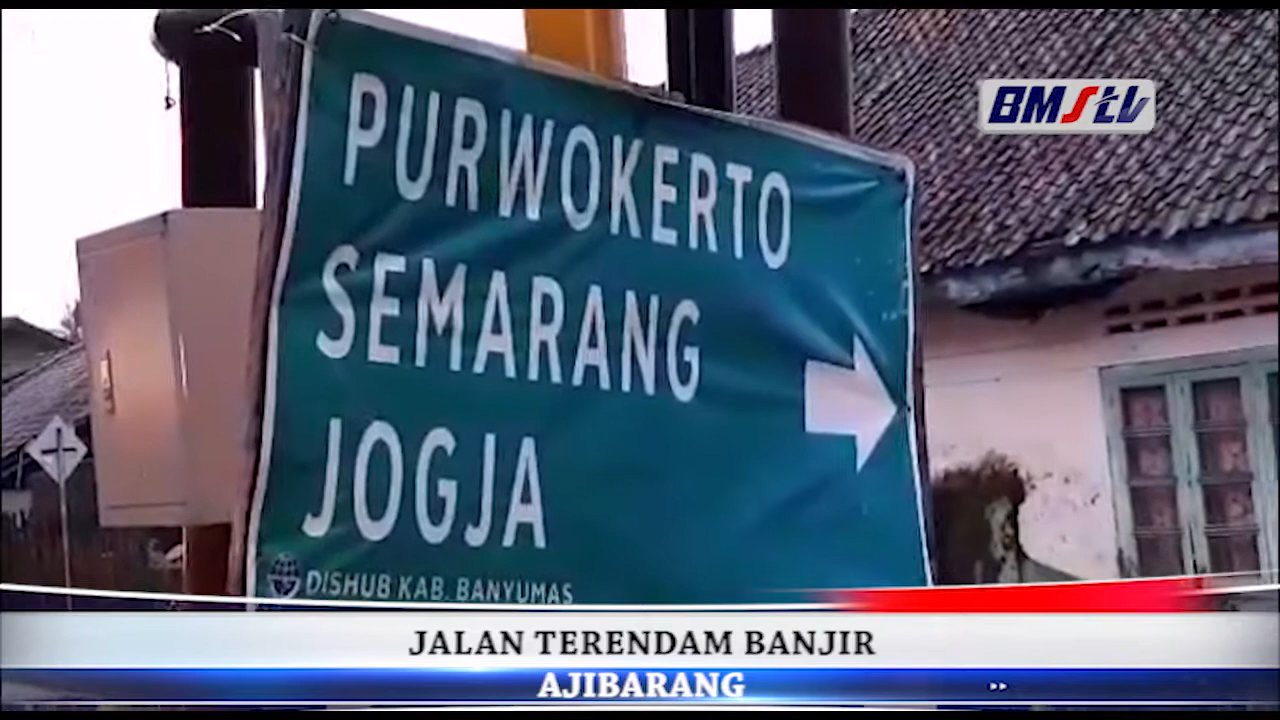 BMStv
PURWOKERTO
SEMARANG
JOGJA
DISHUB KAB. BANYUMAS
JALAN TERENDAM BANJIR
AJIBARANG